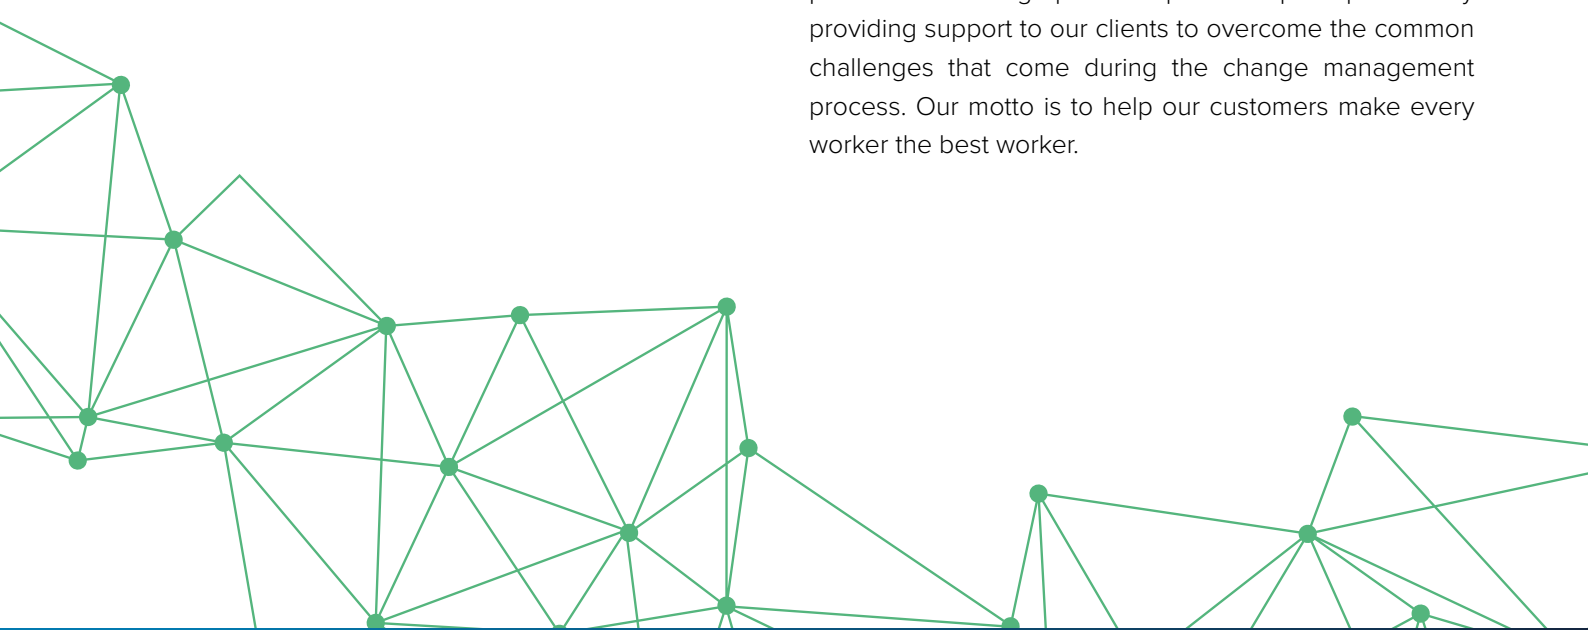 providing support to our clients to overcome the common
challenges that come during the change management
process. Our motto is to help our customers make every
worker the best worker.